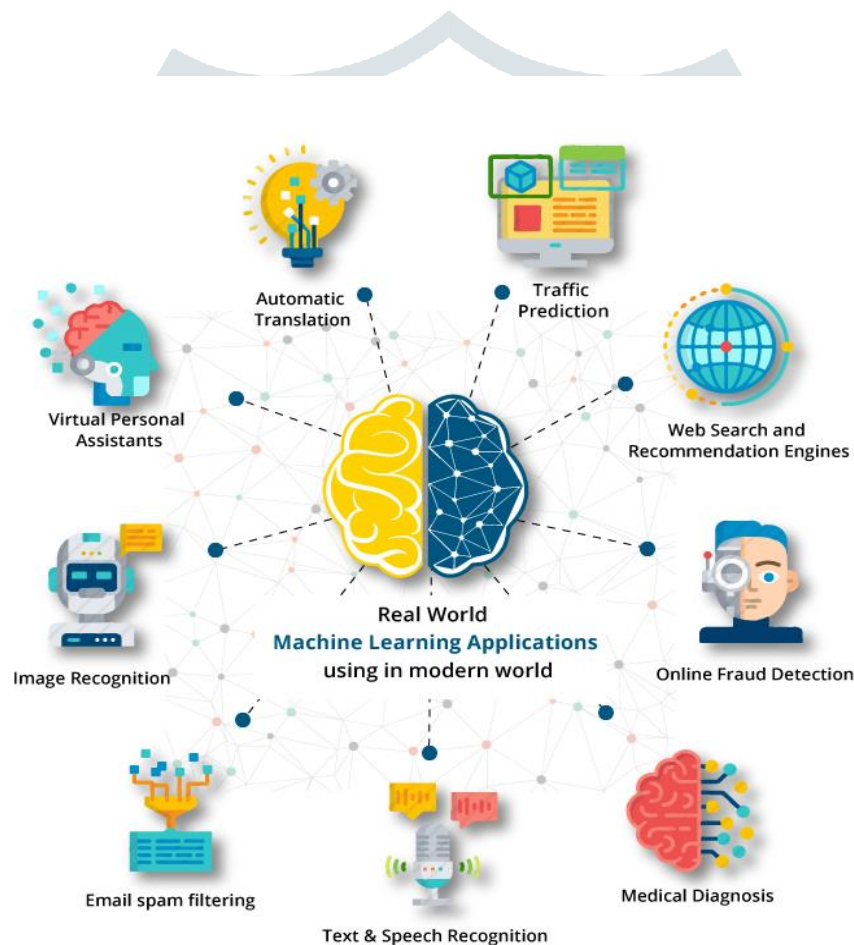 Automatic
Translation
Traffic
Prediction
Virtual Personal
Assistants
Web Search and
Recommendation Engines
Real World
Machine Learning Applications
using in modern world
Image Recognition
Online Fraud Detection
Email spam filtering
Medical Diagnosis
Text & Speech Recognition